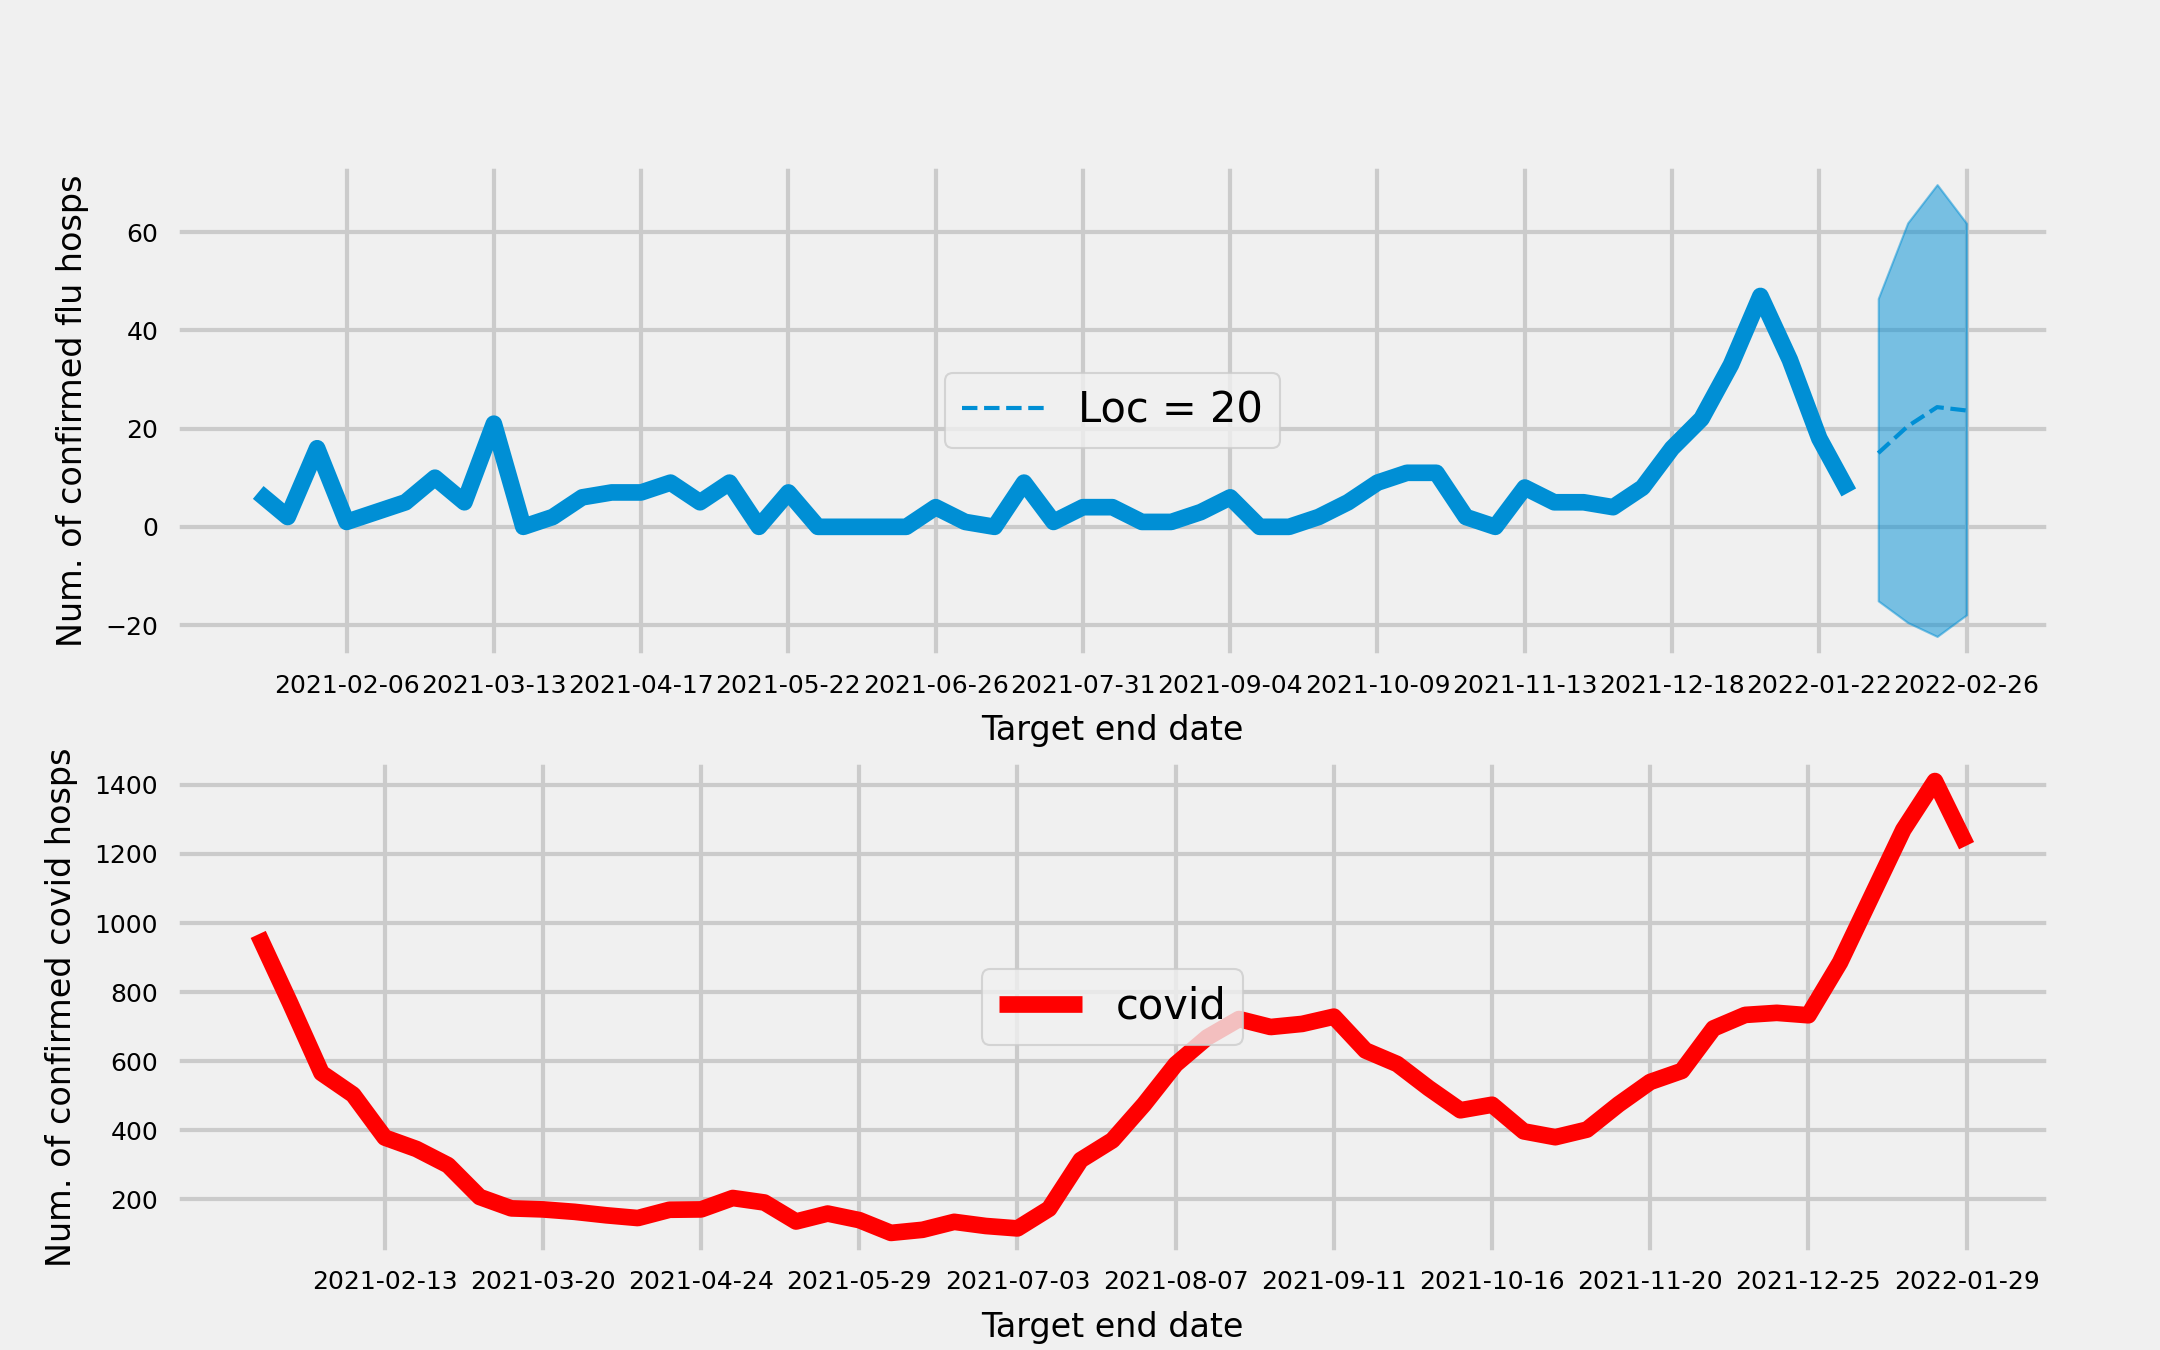 Num. of confirmed flu hosps
60
40
20
0
−20
Loc = 20
2021-02-06 2021-03-13 2021-04-17 2021-05-22 2021-06-26 2021-07-31 2021-09-04 2021-10-09 2021-11-13 2021-12-18 2022-01-22 2022-02-26
Target end date
Num. of confirmed covid hosps
1400
1200
1000
800
600
400
200
covid
2021-02-13 2021-03-20 2021-04-24 2021-05-29 2021-07-03 2021-08-07 2021-09-11 2021-10-16 2021-11-20 2021-12-25 2022-01-29
Target end date